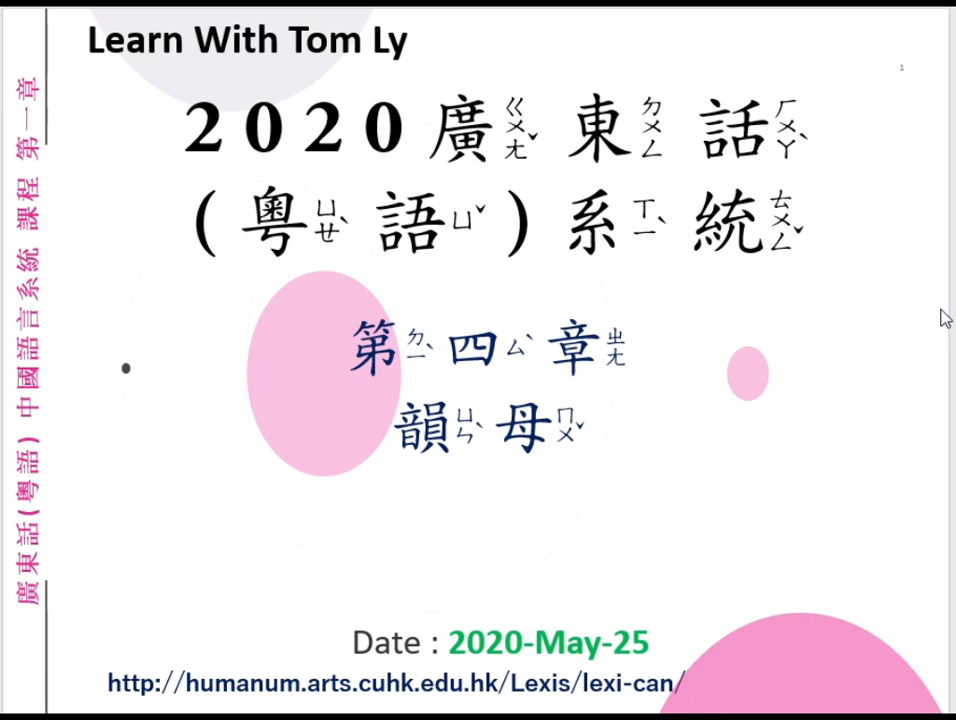 Learn With Tom Ly
1
2020廣ㄍㄨㄤˇ東ㄉㄨㄥ話ㄏㄨㄚˋ
(粵ㄩㄝˋ語ㄩˇ)系ㄒㄧˋ統ㄊㄨㄥˇ
第ㄉㄧˋ四ㄙˋ章ㄓㄤ
韻ㄩㄣˋ母ㄇㄨˇ
Date : 2020-May-25
http://humanum.arts.cuhk.edu.hk/Lexis/lexi-can/
廣東話(粵語) 中國語言系統 課程 第一章